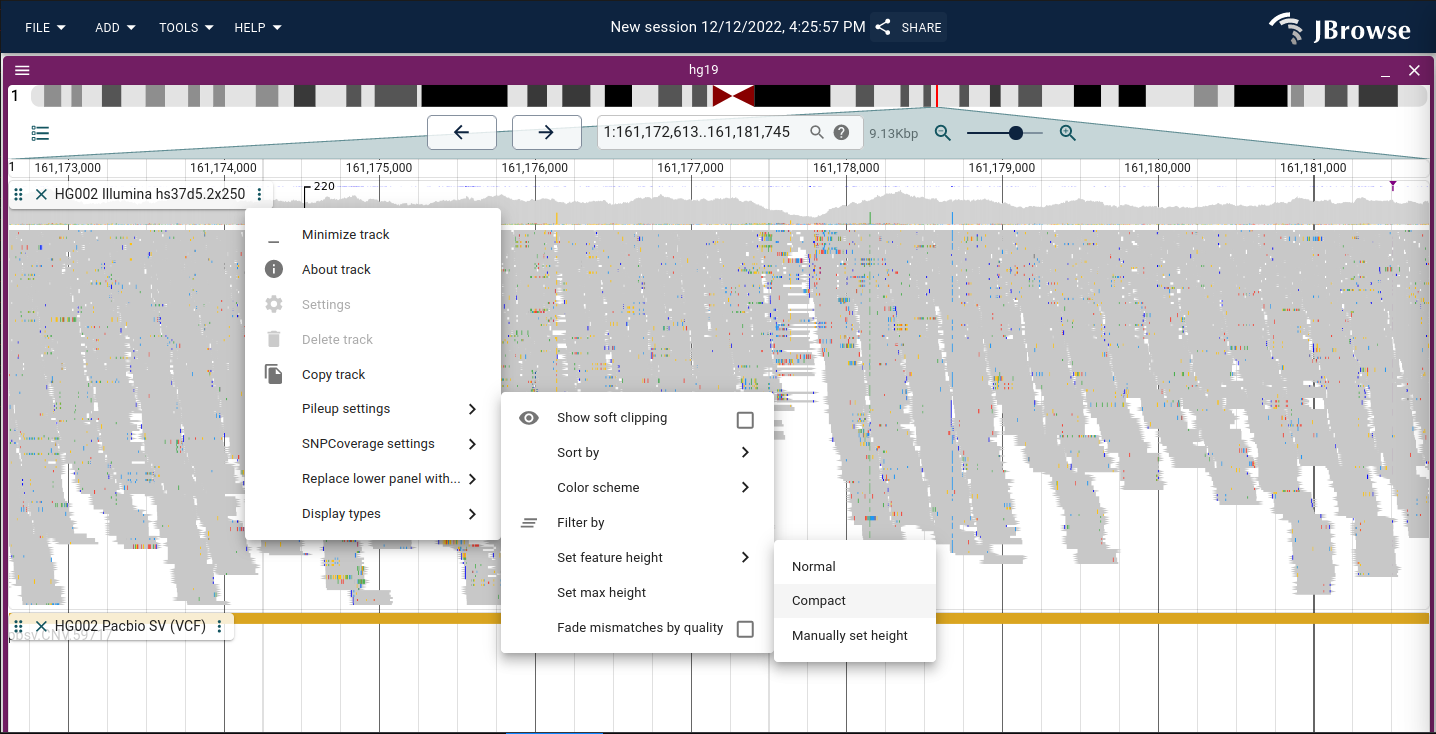 FILE ADD TOOLS HELP New session 12/12/2022, 4:25:57 PM SHARE JBrowse
hg19
1
1:161,172,613..161,181,745 9.13Kbp
1 161,173,000 161,174,000 161,175,000 161,176,000 161,177,000 161,178,000 161,179,000 161,180,000 161,181,000
HG002 Illumina hs37d5.2x250 220
Minimize track
About track
Settings
Delete track
Copy track
Pileup settings
SNPCoverage settings
Replace lower panel with...
Display types
Show soft clipping
Sort by
Color scheme
Filter by
Set feature height
Set max height
Fade mismatches by quality
Normal
Compact
Manually set height
HG002 Pacbio SV (VCF)